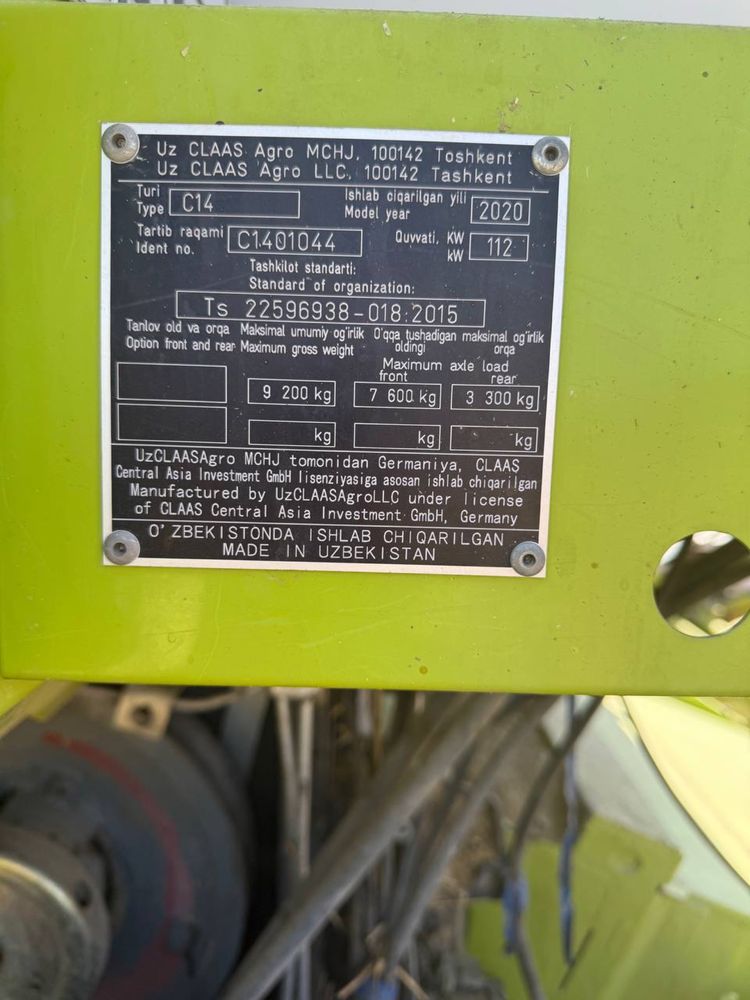 Uz CLAAS Agro MCHJ, 100142 Toshkent
Uz CLAAS Agro LLC, 100142 Tashkent
Turi
Type C14
Ishlab ciqarilgan yili
Model year 2020
Tartib raqami
Ident no. C1401044
Quvvati, KW
kW 112
Tashkilot standarti:
Standard of organization:
Ts 22596938-018:2015
Tanlov old va orqa Maksimal umumiy og'irlik O'qqa tushadigan maksimal og'irlik
Option front and rear Maximum gross weight oldingi orqa
Maximum axle load
front rear
9 200 kg 7 600 kg 3 300 kg
kg kg kg
UzCLAASAgro MCHJ tomonidan Germaniya, CLAAS
Central Asia Investment GmbH lisenziyasiga asosan ishlab chiqarilgan
Manufactured by UzCLAASAgroLLC under license
of CLAAS Central Asia Investment GmbH, Germany
O'ZBEKISTONDA ISHLAB CHIQARILGAN
MADE IN UZBEKISTAN